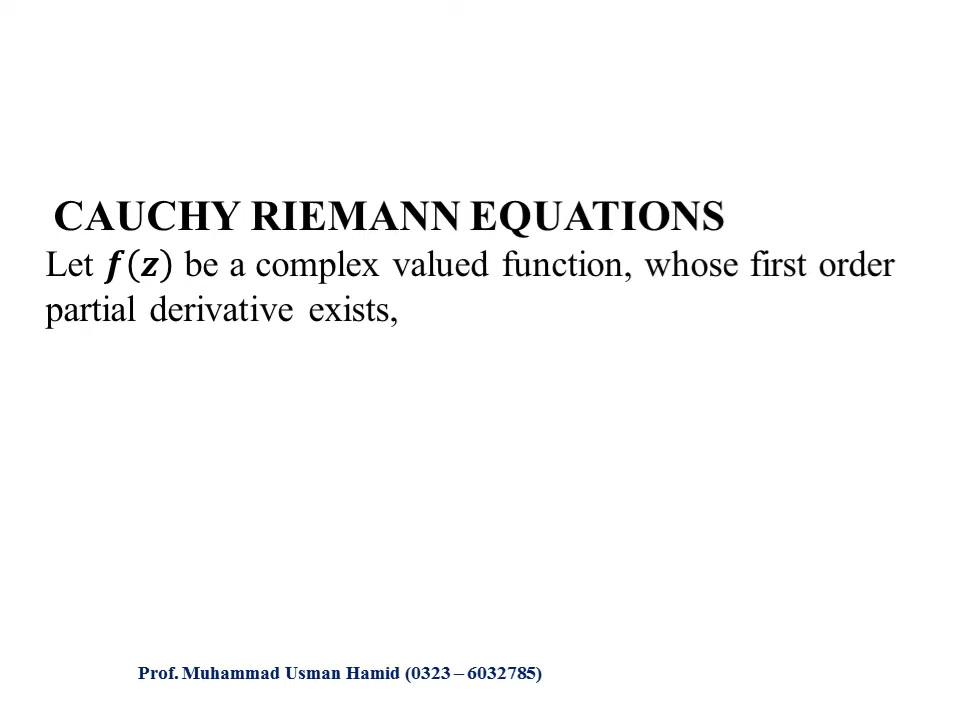 CAUCHY RIEMANN EQUATIONS
Let 𝒇(𝒛) be a complex valued function, whose first order
partial derivative exists,
Prof. Muhammad Usman Hamid (0323 – 6032785)